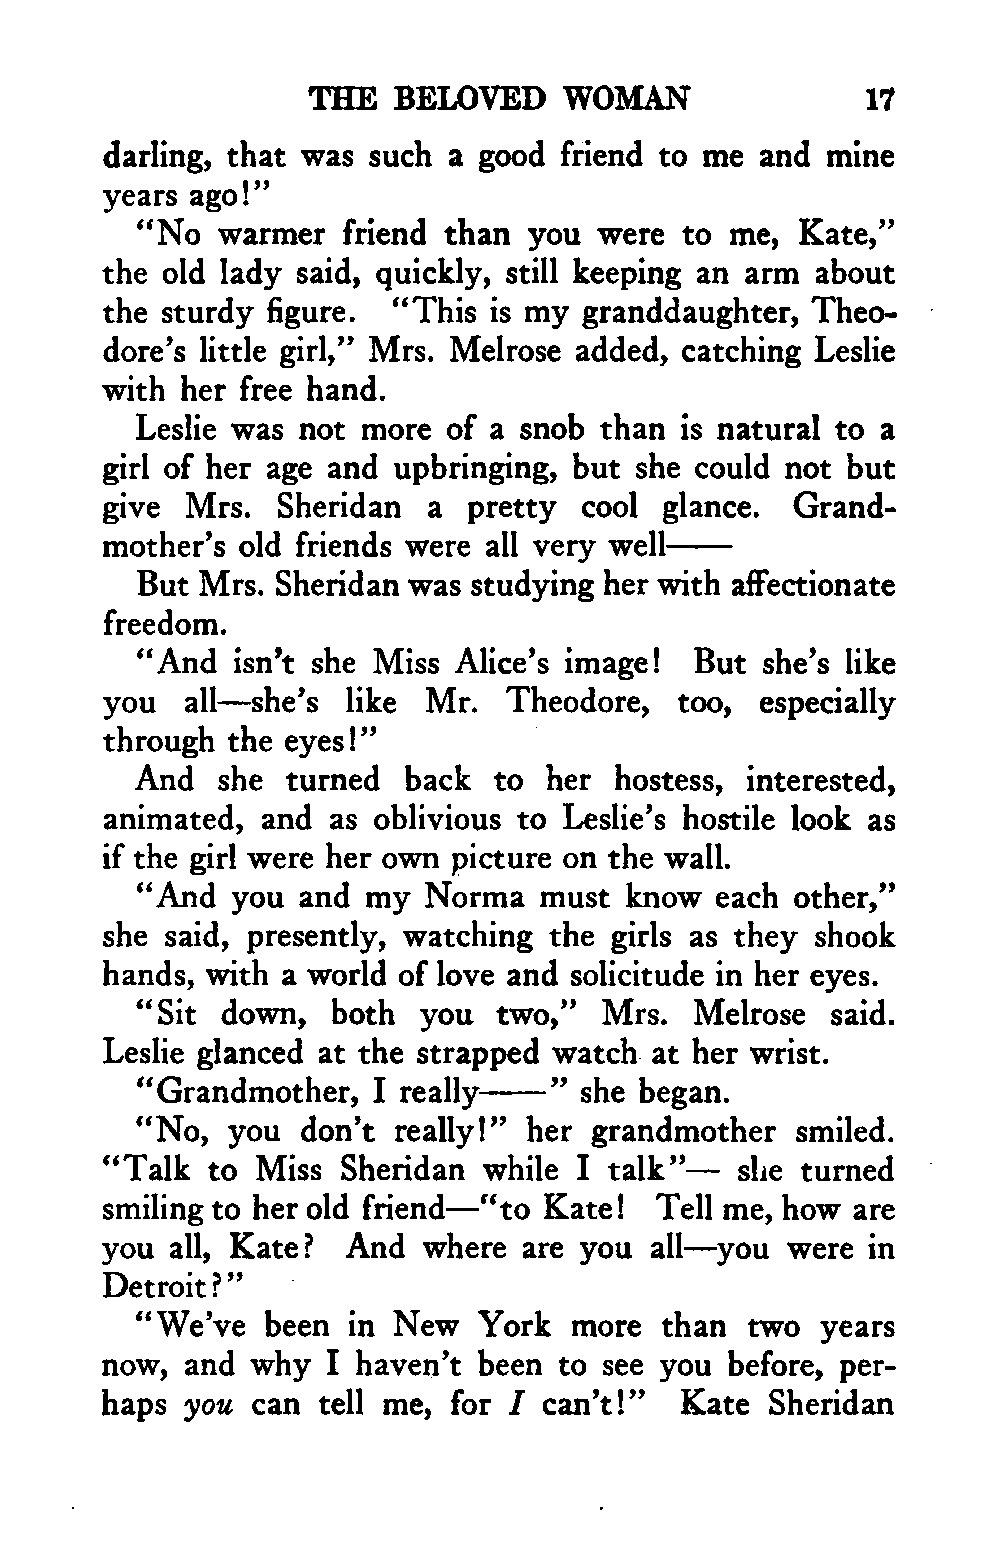 THE BELOVED WOMAN 17
darling, that was such a good friend to me and mine
years ago!"
"No warmer friend than you were to me, Kate,"
the old lady said, quickly, still keeping an arm about
the sturdy figure. "This is my granddaughter, Theo-
dore's little girl," Mrs. Melrose added, catching Leslie
with her free hand.
Leslie was not more of a snob than is natural to a
girl of her age and upbringing, but she could not but
give Mrs. Sheridan a pretty cool glance. Grand-
mother's old friends were all very well——
But Mrs. Sheridan was studying her with affectionate
freedom.
"And isn't she Miss Alice's image! But she's like
you all—she's like Mr. Theodore, too, especially
through the eyes!"
And she turned back to her hostess, interested,
animated, and as oblivious to Leslie's hostile look as
if the girl were her own picture on the wall.
"And you and my Norma must know each other,"
she said, presently, watching the girls as they shook
hands, with a world of love and solicitude in her eyes.
"Sit down, both you two," Mrs. Melrose said.
Leslie glanced at the strapped watch at her wrist.
"Grandmother, I really——" she began.
"No, you don't really!" her grandmother smiled.
"Talk to Miss Sheridan while I talk"— she turned
smiling to her old friend—"to Kate! Tell me, how are
you all, Kate? And where are you all—you were in
Detroit?"
"We've been in New York more than two years
now, and why I haven't been to see you before, per-
haps you can tell me, for I can't!" Kate Sheridan